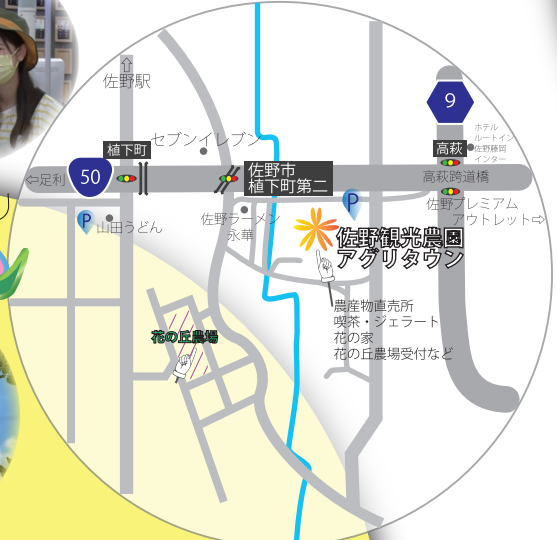 ⇧
佐野駅
9
セブンイレブン
植下町
高萩
ホテル
ルートイン
佐野藤岡
インター
⇦足利
50
佐野市
植下町第二
高萩跨道橋
P
P
山田うどん
佐野ラーメン
永華
佐野プレミアム
アウトレット⇨
佐野観光農園
アグリタウン
農産物直売所
喫茶・ジェラート
花の家
花の丘農場受付など
花の丘農場